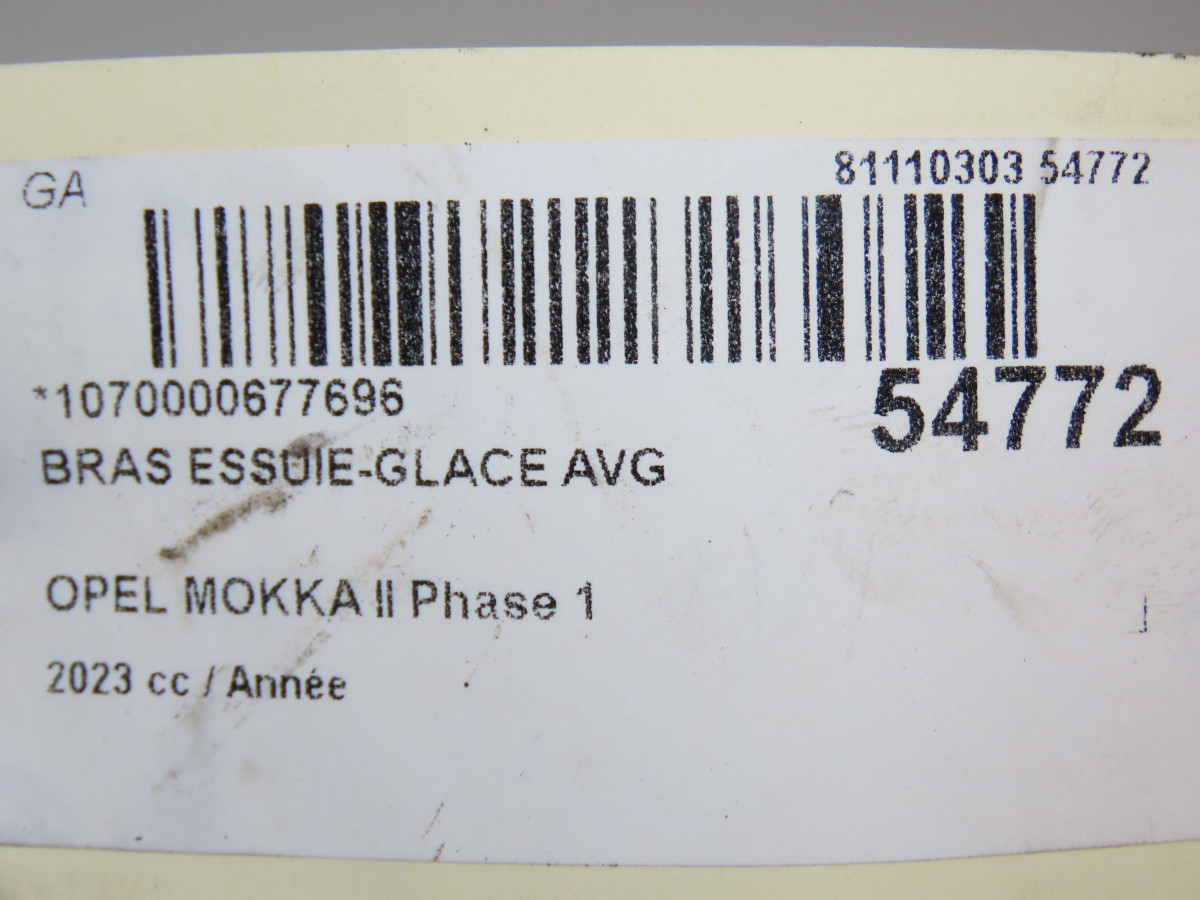 GA
81110303 54772
*1070000677696
54772
BRAS ESSUIE-GLACE AVG
OPEL MOKKA II Phase 1
2023 cc / Année